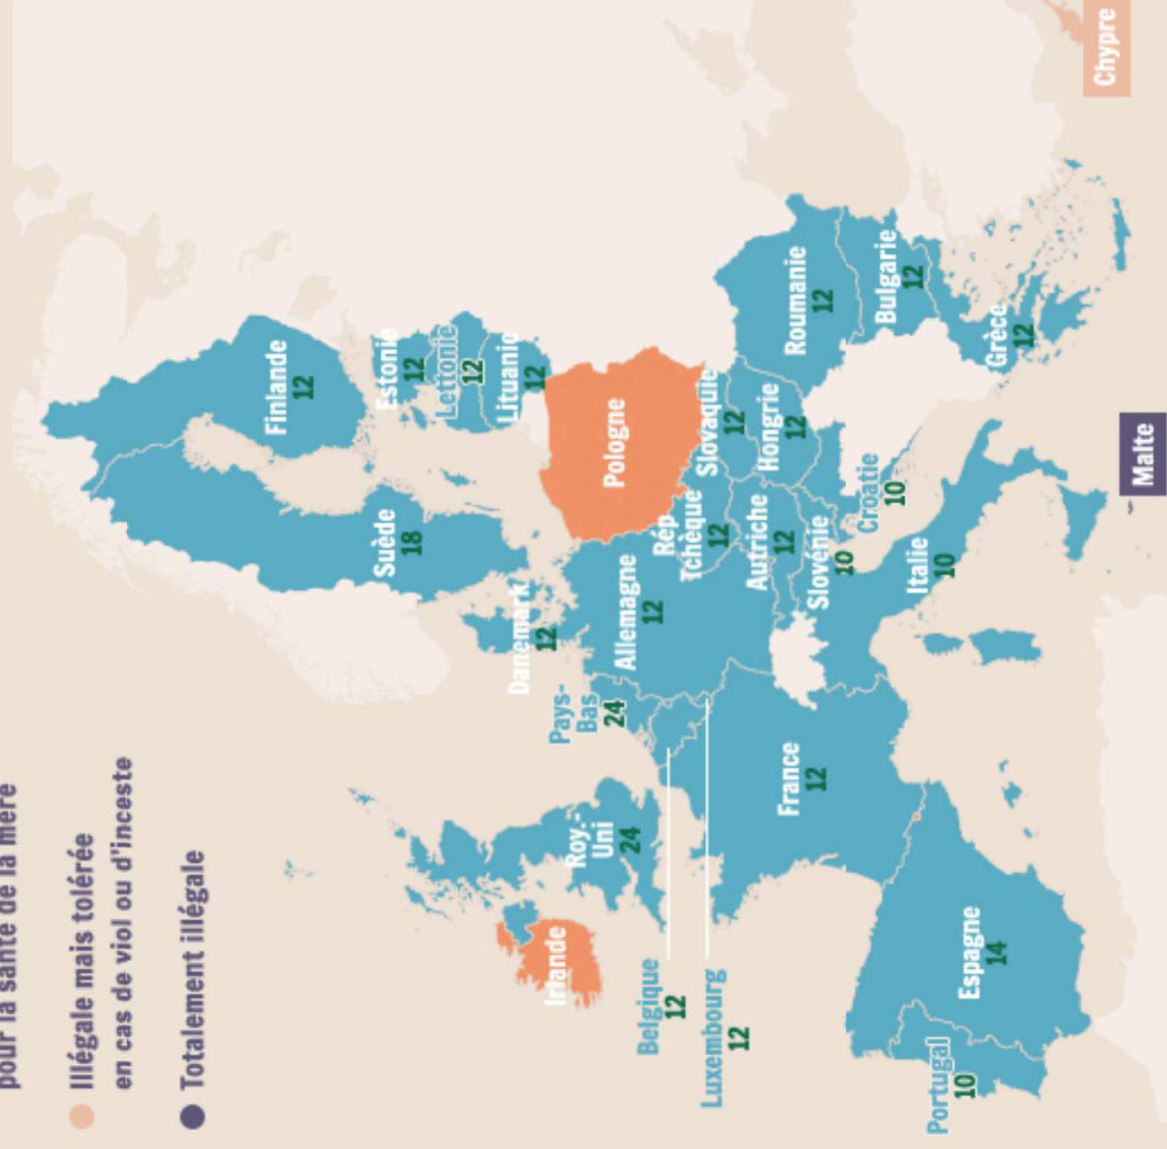 pour la santé de la mère
Illégale mais tolérée
en cas de viol ou d'inceste
Totalement illégale
Finlande
12
Suède
18
Estonie
12
Lettonie
12
Lituanie
12
Danemark
12
Irlande
Roy.-
Uni
24
Pays-
Bas
24
Belgique
12
Luxembourg
12
Allemagne
12
Pologne
Rép
Tchèque
12
Slovaquie
12
Autriche
12
Hongrie
12
Roumanie
12
France
12
Slovénie
10
Croatie
10
Bulgarie
12
Italie
10
Portugal
10
Espagne
14
Grèce
12
Malte
Chypre